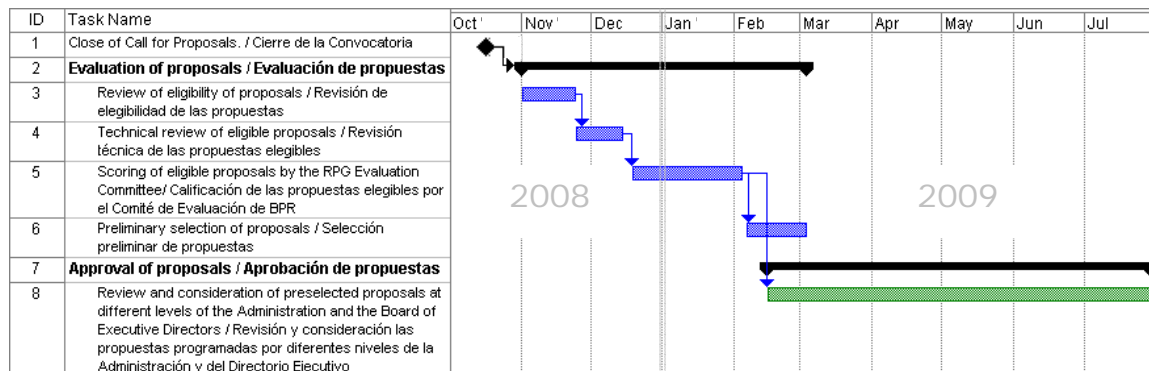 ID Task Name Oct ' Nov ' Dec Jan ' Feb Mar Apr May Jun Jul
1 Close of Call for Proposals. / Cierre de la Convocatoria
2 Evaluation of proposals / Evaluación de propuestas
3 Review of eligibility of proposals / Revisión de
elegibilidad de las propuestas
4 Technical review of eligible proposals / Revisión
técnica de las propuestas elegibles
5 Scoring of eligible proposals by the RPG Evaluation
Committee/ Calificación de las propuestas elegibles por
el Comité de Evaluación de BPR
2008 2009
6 Preliminary selection of proposals / Selección
preliminar de propuestas
7 Approval of proposals / Aprobación de propuestas
8 Review and consideration of preselected proposals at
different levels of the Administration and the Board of
Executive Directors / Revisión y consideración las
propuestas programadas por diferentes niveles de la
Administración y del Directorio Ejecutivo